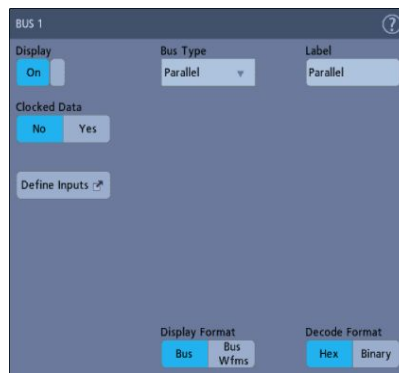 BUS 1
?
Display
Bus Type
Label
On
Parallel
Parallel
Clocked Data
No
Yes
Define Inputs
Display Format
Decode Format
Bus
Bus
Wfms
Hex
Binary